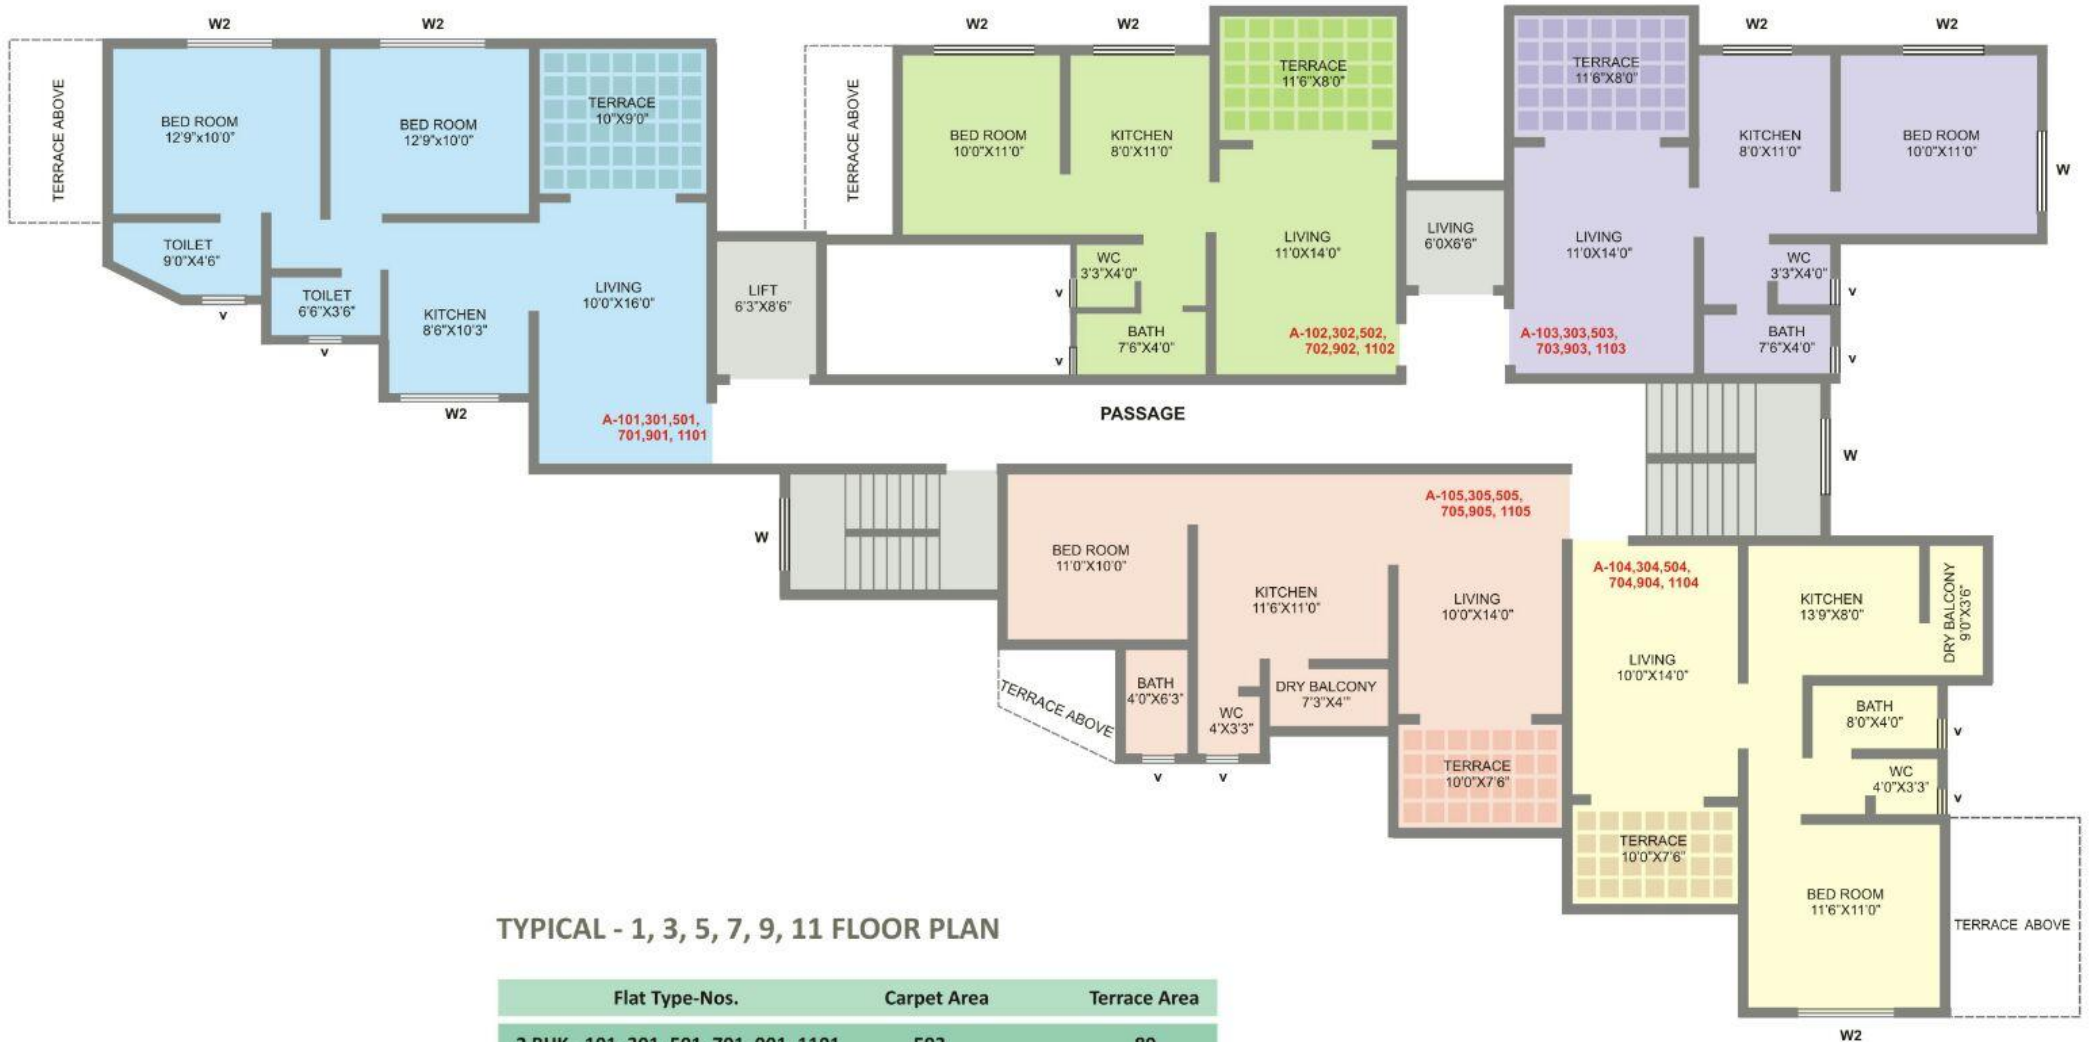 W2
W2
TERRACE ABOVE
BED ROOM
12'9"x10'0"
BED ROOM
12'9"x10'0"
TERRACE
10"X9'0"
TOILET
9'0"X4'6"
V
TOILET
6'6"X3'6"
V
KITCHEN
8'6"X10'3"
W2
LIVING
10'0"X16'0"
A-101,301,501,
701,901, 1101
LIFT
6'3"X8'6"
W2
W2
TERRACE ABOVE
BED ROOM
10'0"X11'0"
KITCHEN
8'0"X11'0"
TERRACE
11'6"X8'0"
WC
3'3"X4'0"
V
BATH
7'6"X4'0"
V
LIVING
11'0X14'0"
A-102,302,502,
702,902, 1102
LIVING
6'0X6'6"
TERRACE
11'6"X8'0"
W2
W2
KITCHEN
8'0"X11'0"
BED ROOM
10'0"X11'0"
W
LIVING
11'0X14'0"
WC
3'3"X4'0"
V
BATH
7'6"X4'0"
V
A-103,303,503,
703,903, 1103
PASSAGE
W
W
A-105,305,505,
705,905, 1105
BED ROOM
11'0"X10'0"
KITCHEN
11'6"X11'0"
LIVING
10'0"X14'0"
TERRACE ABOVE
BATH
4'0"X6'3"
V
WC
4'X3'3"
V
DRY BALCONY
7'3"X4'"
TERRACE
10'0"X7'6"
A-104,304,504,
704,904, 1104
KITCHEN
13'9"X8'0"
DRY BALCONY
9'0"X3'6"
LIVING
10'0"X14'0"
BATH
8'0"X4'0"
V
WC
4'0"X3'3"
V
TERRACE
10'0"X7'6"
BED ROOM
11'6"X11'0"
TERRACE ABOVE
W2
TYPICAL - 1, 3, 5, 7, 9, 11 FLOOR PLAN
Flat Type-Nos. Carpet Area Terrace Area